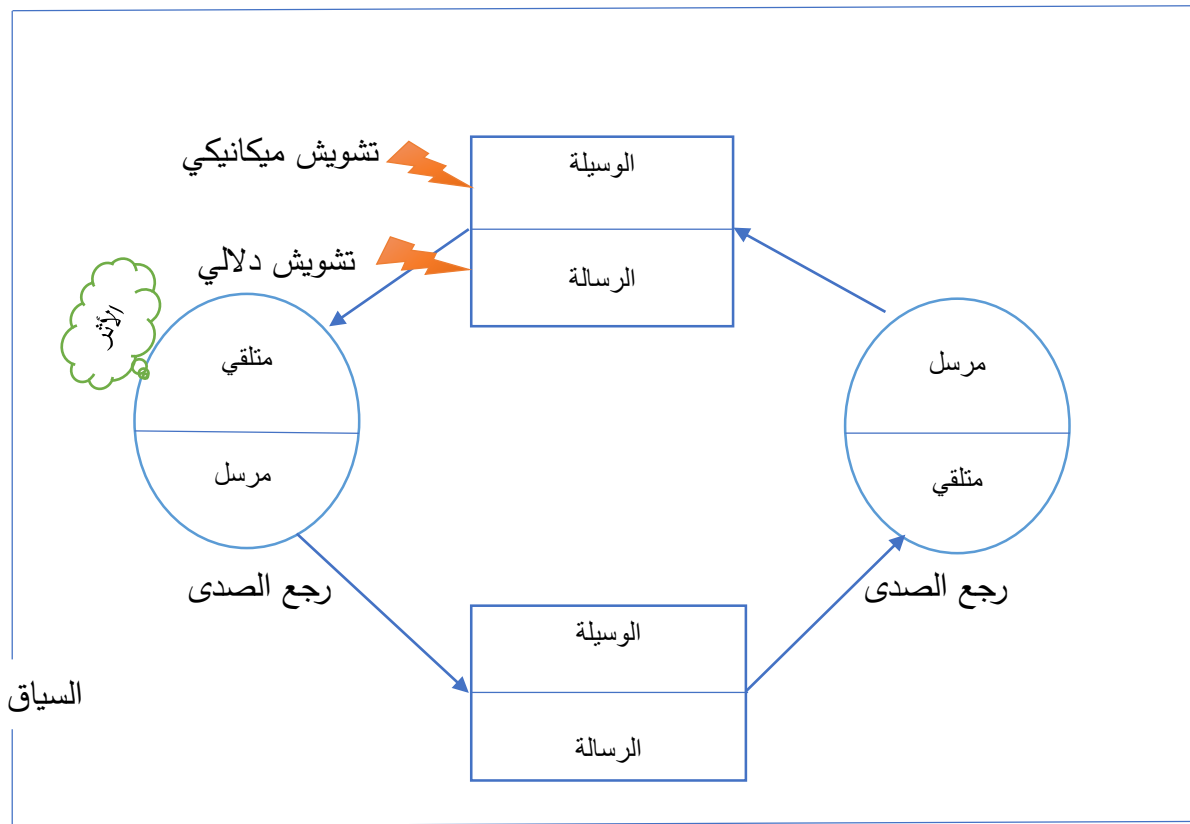 الوسيلة
تشويش ميكانيكي
تشويش دلالي
الرسالة
الأثر
مرسل
متلقي
متلقي
مرسل
رجع الصدى
رجع الصدى
الوسيلة
السياق
الرسالة